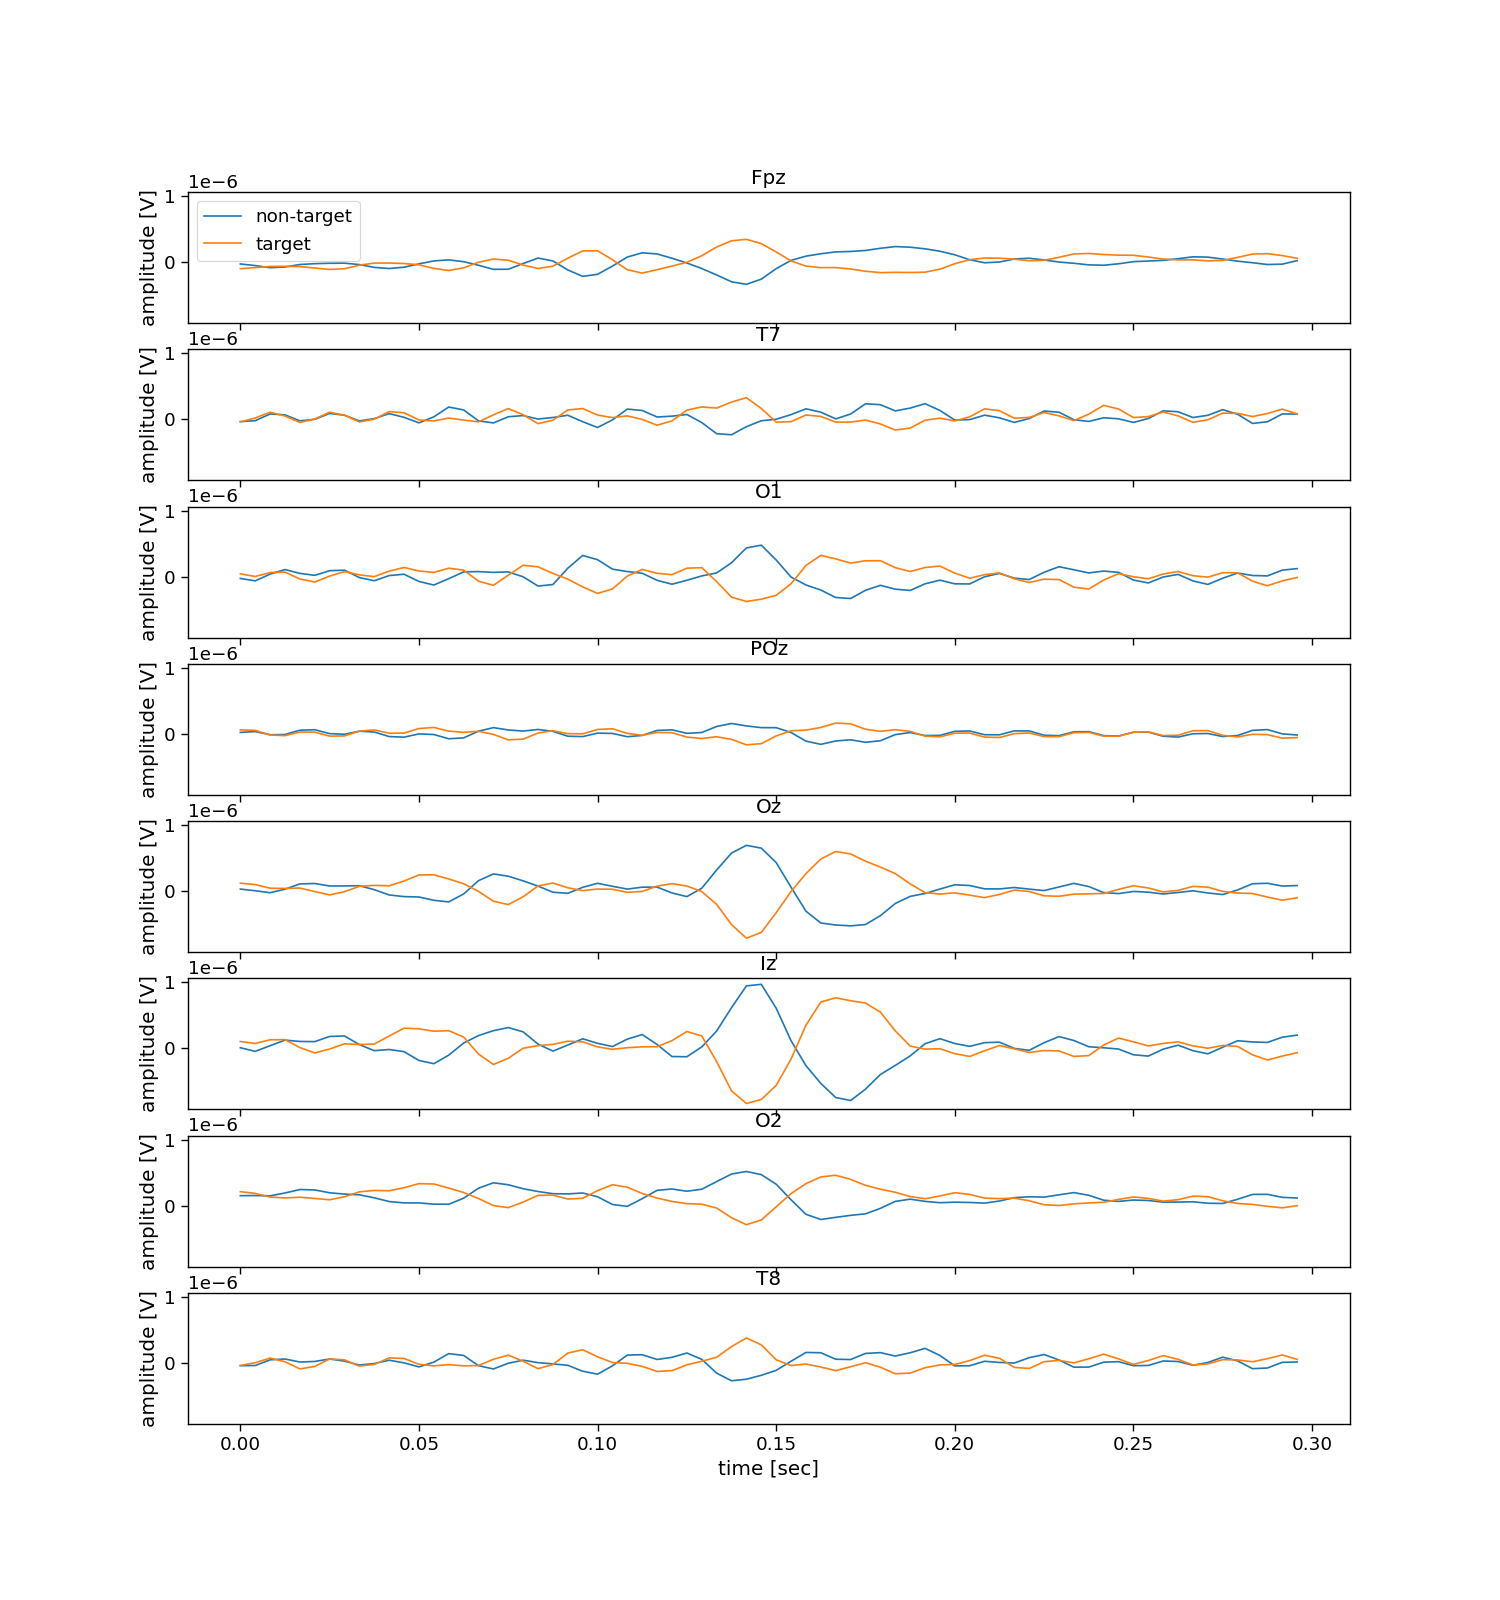 Fpz
1e−6
amplitude [V]
1
0
non-target
target
T7
1e−6
amplitude [V]
1
0
O1
1e−6
amplitude [V]
1
0
POz
1e−6
amplitude [V]
1
0
Oz
1e−6
amplitude [V]
1
0
Iz
1e−6
amplitude [V]
1
0
O2
1e−6
amplitude [V]
1
0
T8
1e−6
amplitude [V]
1
0
0.00 0.05 0.10 0.15 0.20 0.25 0.30
time [sec]